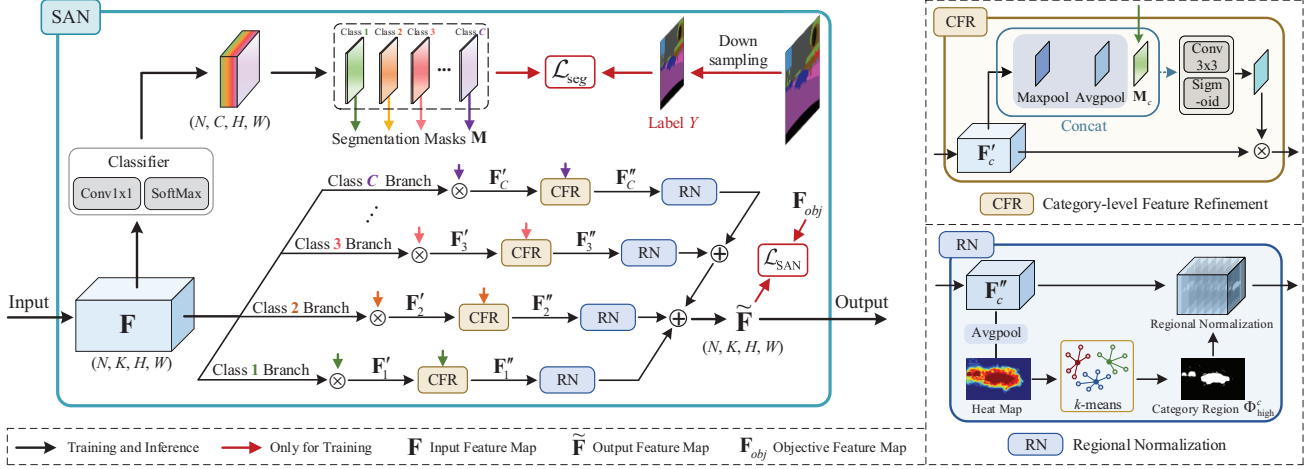 SAN
Class 1 Class 2 Class 3 Class C
...
(N, C, H, W)
Segmentation Masks M
ℒseg
Down
sampling
Label Y
Classifier
Conv1x1 SoftMax
Input
F
(N, K, H, W)
Class C Branch ⊗ F′C CFR F″C RN
...
Class 3 Branch ⊗ F′3 CFR F″3 RN ⊕
Class 2 Branch ⊗ F′2 CFR F″2 RN ⊕
Class 1 Branch ⊗ F′1 CFR F″1 RN
Fobj
ℒSAN
F̃
(N, K, H, W)
Output
CFR
Maxpool Avgpool Mc
Concat
Conv
3x3
Sigm
-oid
F′c
⊗
CFR Category-level Feature Refinement
RN
F″c
Avgpool
Regional Normalization
Heat Map
k-means
Category Region Φchigh
RN Regional Normalization
Training and Inference Only for Training F Input Feature Map F̃ Output Feature Map Fobj Objective Feature Map